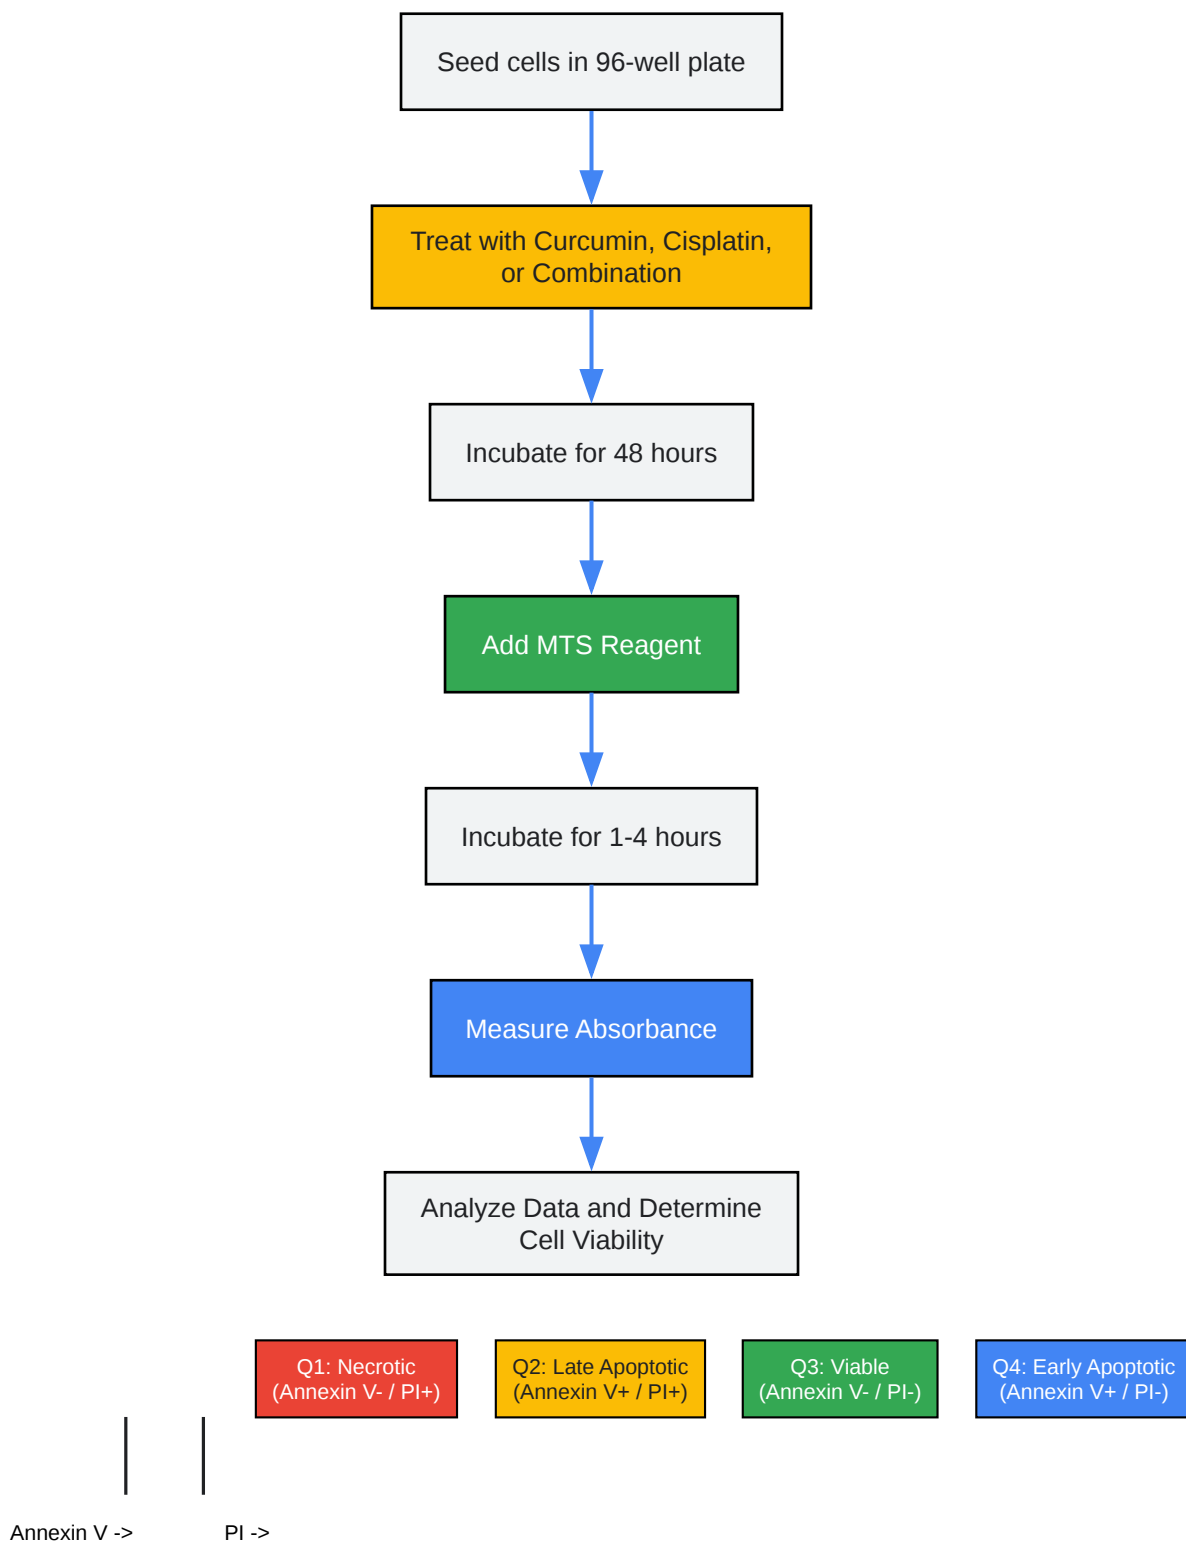 Seed cells in 96-well plate
Treat with Curcumin, Cisplatin,
or Combination
Incubate for 48 hours
Add MTS Reagent
Incubate for 1-4 hours
Measure Absorbance
Analyze Data and Determine
Cell Viability
Q1: Necrotic
(Annexin V- / PI+)
Q2: Late Apoptotic
(Annexin V+ / PI+)
Q3: Viable
(Annexin V- / PI-)
Q4: Early Apoptotic
(Annexin V+ / PI-)
Annexin V ->
PI ->